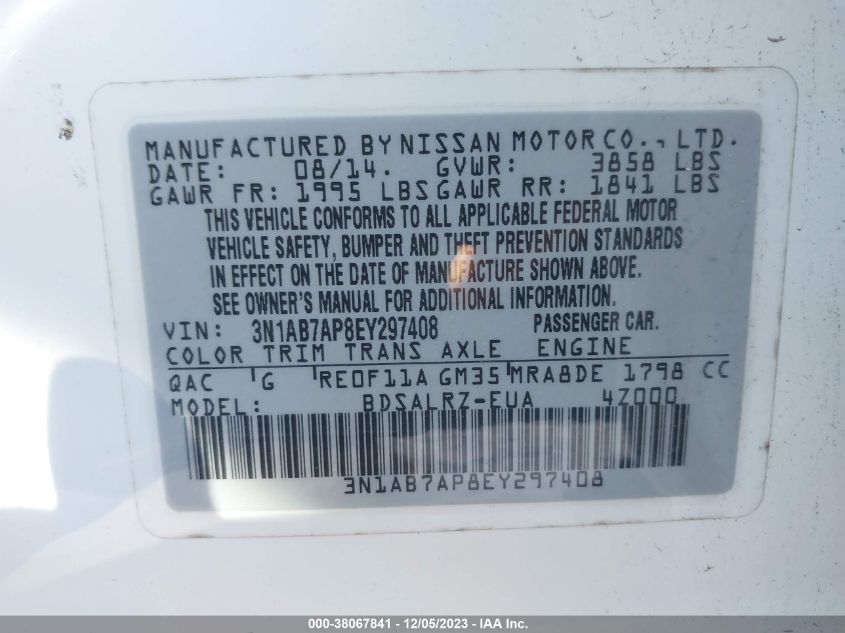 MANUFACTURED BY NISSAN MOTOR CO., LTD.
DATE: 08/14. GVWR: 3858 LBS
GAWR FR: 1995 LBS GAWR RR: 1841 LBS
THIS VEHICLE CONFORMS TO ALL APPLICABLE FEDERAL MOTOR
VEHICLE SAFETY, BUMPER AND THEFT PREVENTION STANDARDS
IN EFFECT ON THE DATE OF MANUFACTURE SHOWN ABOVE.
SEE OWNER'S MANUAL FOR ADDITIONAL INFORMATION.
VIN: 3N1AB7AP8EY297408 PASSENGER CAR.
COLOR TRIM TRANS AXLE ENGINE
QAC G RE0F11A GM35 MRA8DE 1798 CC
MODEL: BDSALRZ-EUA 4Z000
3N1AB7AP8EY297408
000-38067841 - 12/05/2023 - IAA Inc.